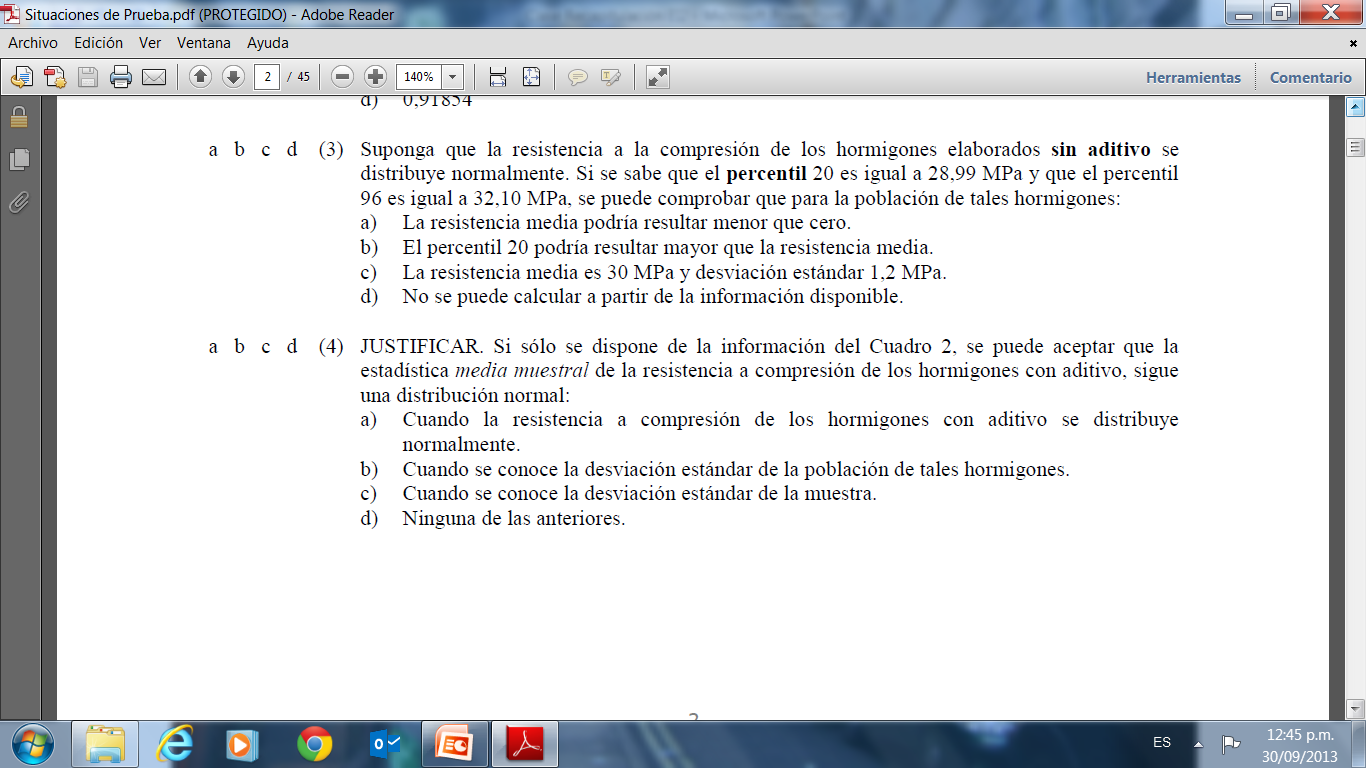 Situaciones de Prueba.pdf (PROTEGIDO) - Adobe Reader
Archivo Edición Ver Ventana Ayuda
2 / 45 140% Herramientas Comentario
d) 0,91854
a b c d (3) Suponga que la resistencia a la compresión de los hormigones elaborados sin aditivo se
distribuye normalmente. Si se sabe que el percentil 20 es igual a 28,99 MPa y que el percentil
96 es igual a 32,10 MPa, se puede comprobar que para la población de tales hormigones:
a) La resistencia media podría resultar menor que cero.
b) El percentil 20 podría resultar mayor que la resistencia media.
c) La resistencia media es 30 MPa y desviación estándar 1,2 MPa.
d) No se puede calcular a partir de la información disponible.
a b c d (4) JUSTIFICAR. Si sólo se dispone de la información del Cuadro 2, se puede aceptar que la
estadística media muestral de la resistencia a compresión de los hormigones con aditivo, sigue
una distribución normal:
a) Cuando la resistencia a compresión de los hormigones con aditivo se distribuye
normalmente.
b) Cuando se conoce la desviación estándar de la población de tales hormigones.
c) Cuando se conoce la desviación estándar de la muestra.
d) Ninguna de las anteriores.
ES 12:45 p.m.
30/09/2013